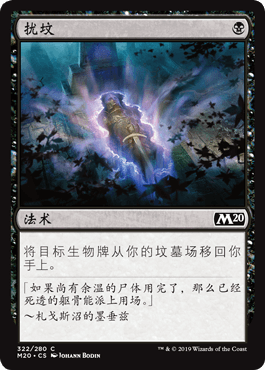 扰坟
法术
M20
将目标生物牌从你的坟墓场移回你
手上。
「如果尚有余温的尸体用完了，那么已经
死透的躯骨能派上用场。」
～札戈斯沼的墨垂兹
322/280 C
M20 • CS JOHANN BODIN
™ & © 2019 Wizards of the Coast